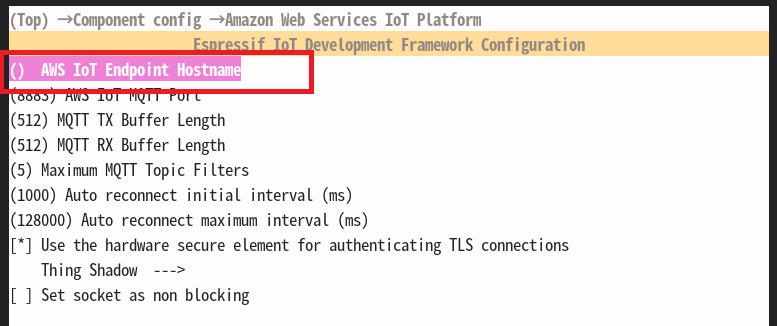 (Top) →Component config →Amazon Web Services IoT Platform
Espressif IoT Development Framework Configuration
() AWS IoT Endpoint Hostname
(8883) AWS IoT MQTT Port
(512) MQTT TX Buffer Length
(512) MQTT RX Buffer Length
(5) Maximum MQTT Topic Filters
(1000) Auto reconnect initial interval (ms)
(128000) Auto reconnect maximum interval (ms)
[*] Use the hardware secure element for authenticating TLS connections
Thing Shadow --->
[ ] Set socket as non blocking